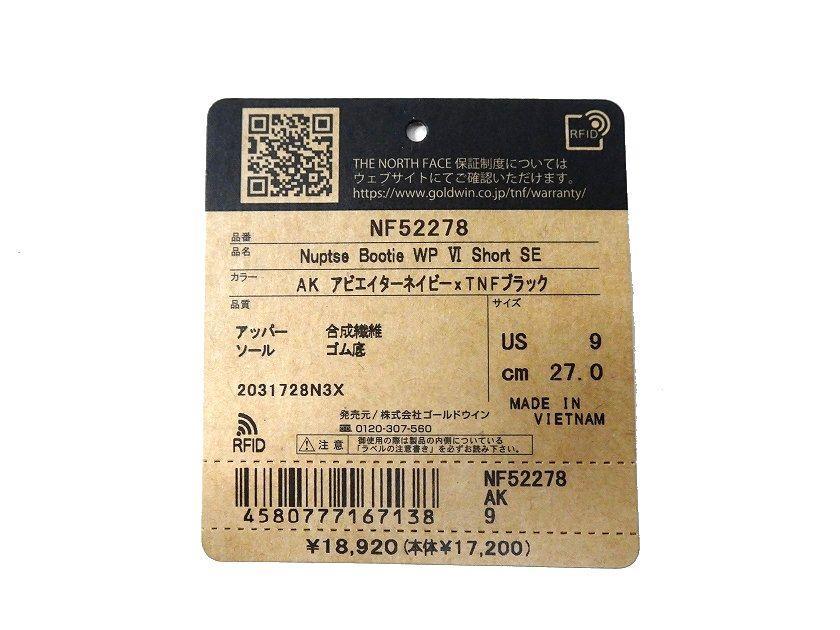 RFID
THE NORTH FACE 保証制度については
ウェブサイトにてご確認いただけます。
https://www.goldwin.co.jp/tnf/warranty/
品番 NF52278
品名 Nuptse Bootie WP Ⅵ Short SE
カラー AK アビエイターネイビーxTNFブラック
品質
サイズ
アッパー 合成繊維
ソール ゴム底
US 9
cm 27.0
2031728N3X
MADE IN
VIETNAM
RFID
発売元/株式会社ゴールドウイン
0120-307-560
注意 御使用の際は製品の内側についている
「ラベルの注意書き」を必ずお読み下さい。
4580777167138
NF52278
AK
9
¥18,920(本体¥17,200)